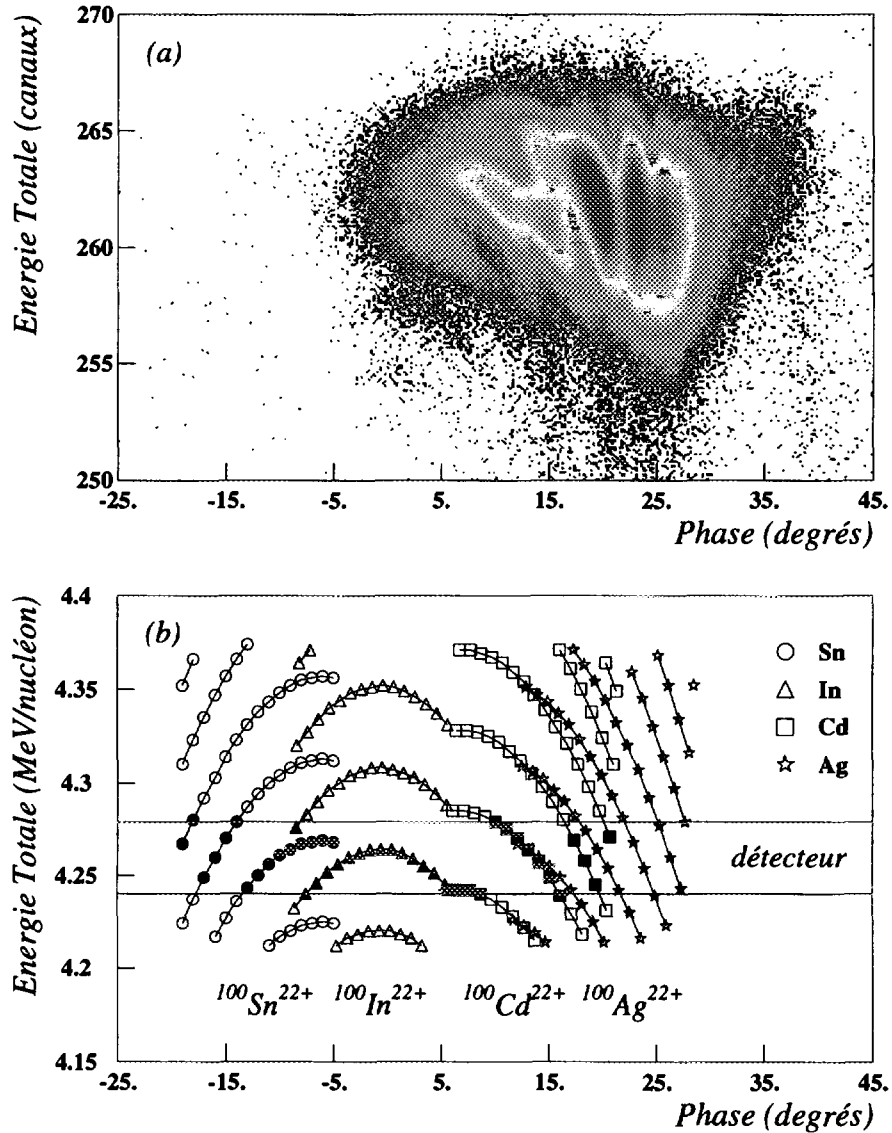 (a)
Energie Totale (canaux)
270
265
260
255
250
-25. -15. -5. 5. 15. 25. 35. 45.
Phase (degrés)
(b)
Energie Totale (MeV/nucléon)
4.4
4.35
4.3
4.25
4.2
4.15
Sn
In
Cd
Ag
détecteur
100Sn22+ 100In22+ 100Cd22+ 100Ag22+
-25. -15. -5. 5. 15. 25. 35. 45.
Phase (degrés)